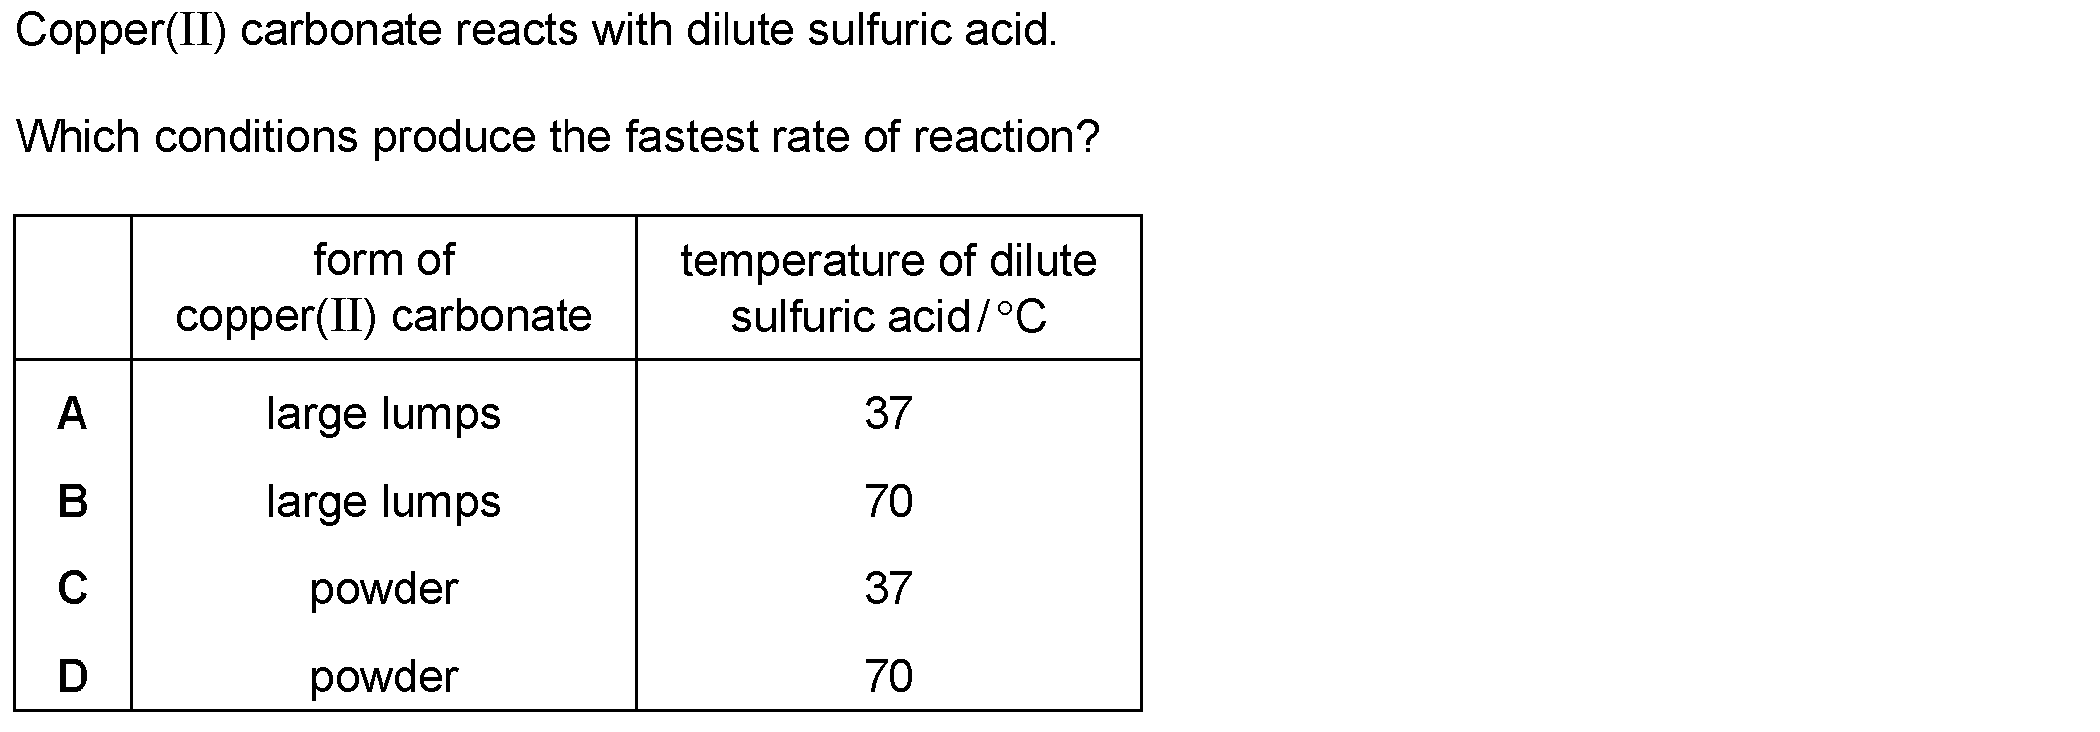 Copper(II) carbonate reacts with dilute sulfuric acid.
Which conditions produce the fastest rate of reaction?
form of
copper(II) carbonate
temperature of dilute
sulfuric acid / °C
A large lumps 37
B large lumps 70
C powder 37
D powder 70